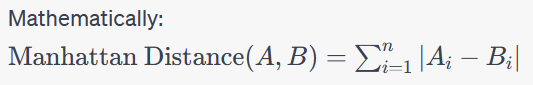 Mathematically:
Manhattan Distance(A, B) = ∑ⁿᵢ₌₁ |Aᵢ − Bᵢ|